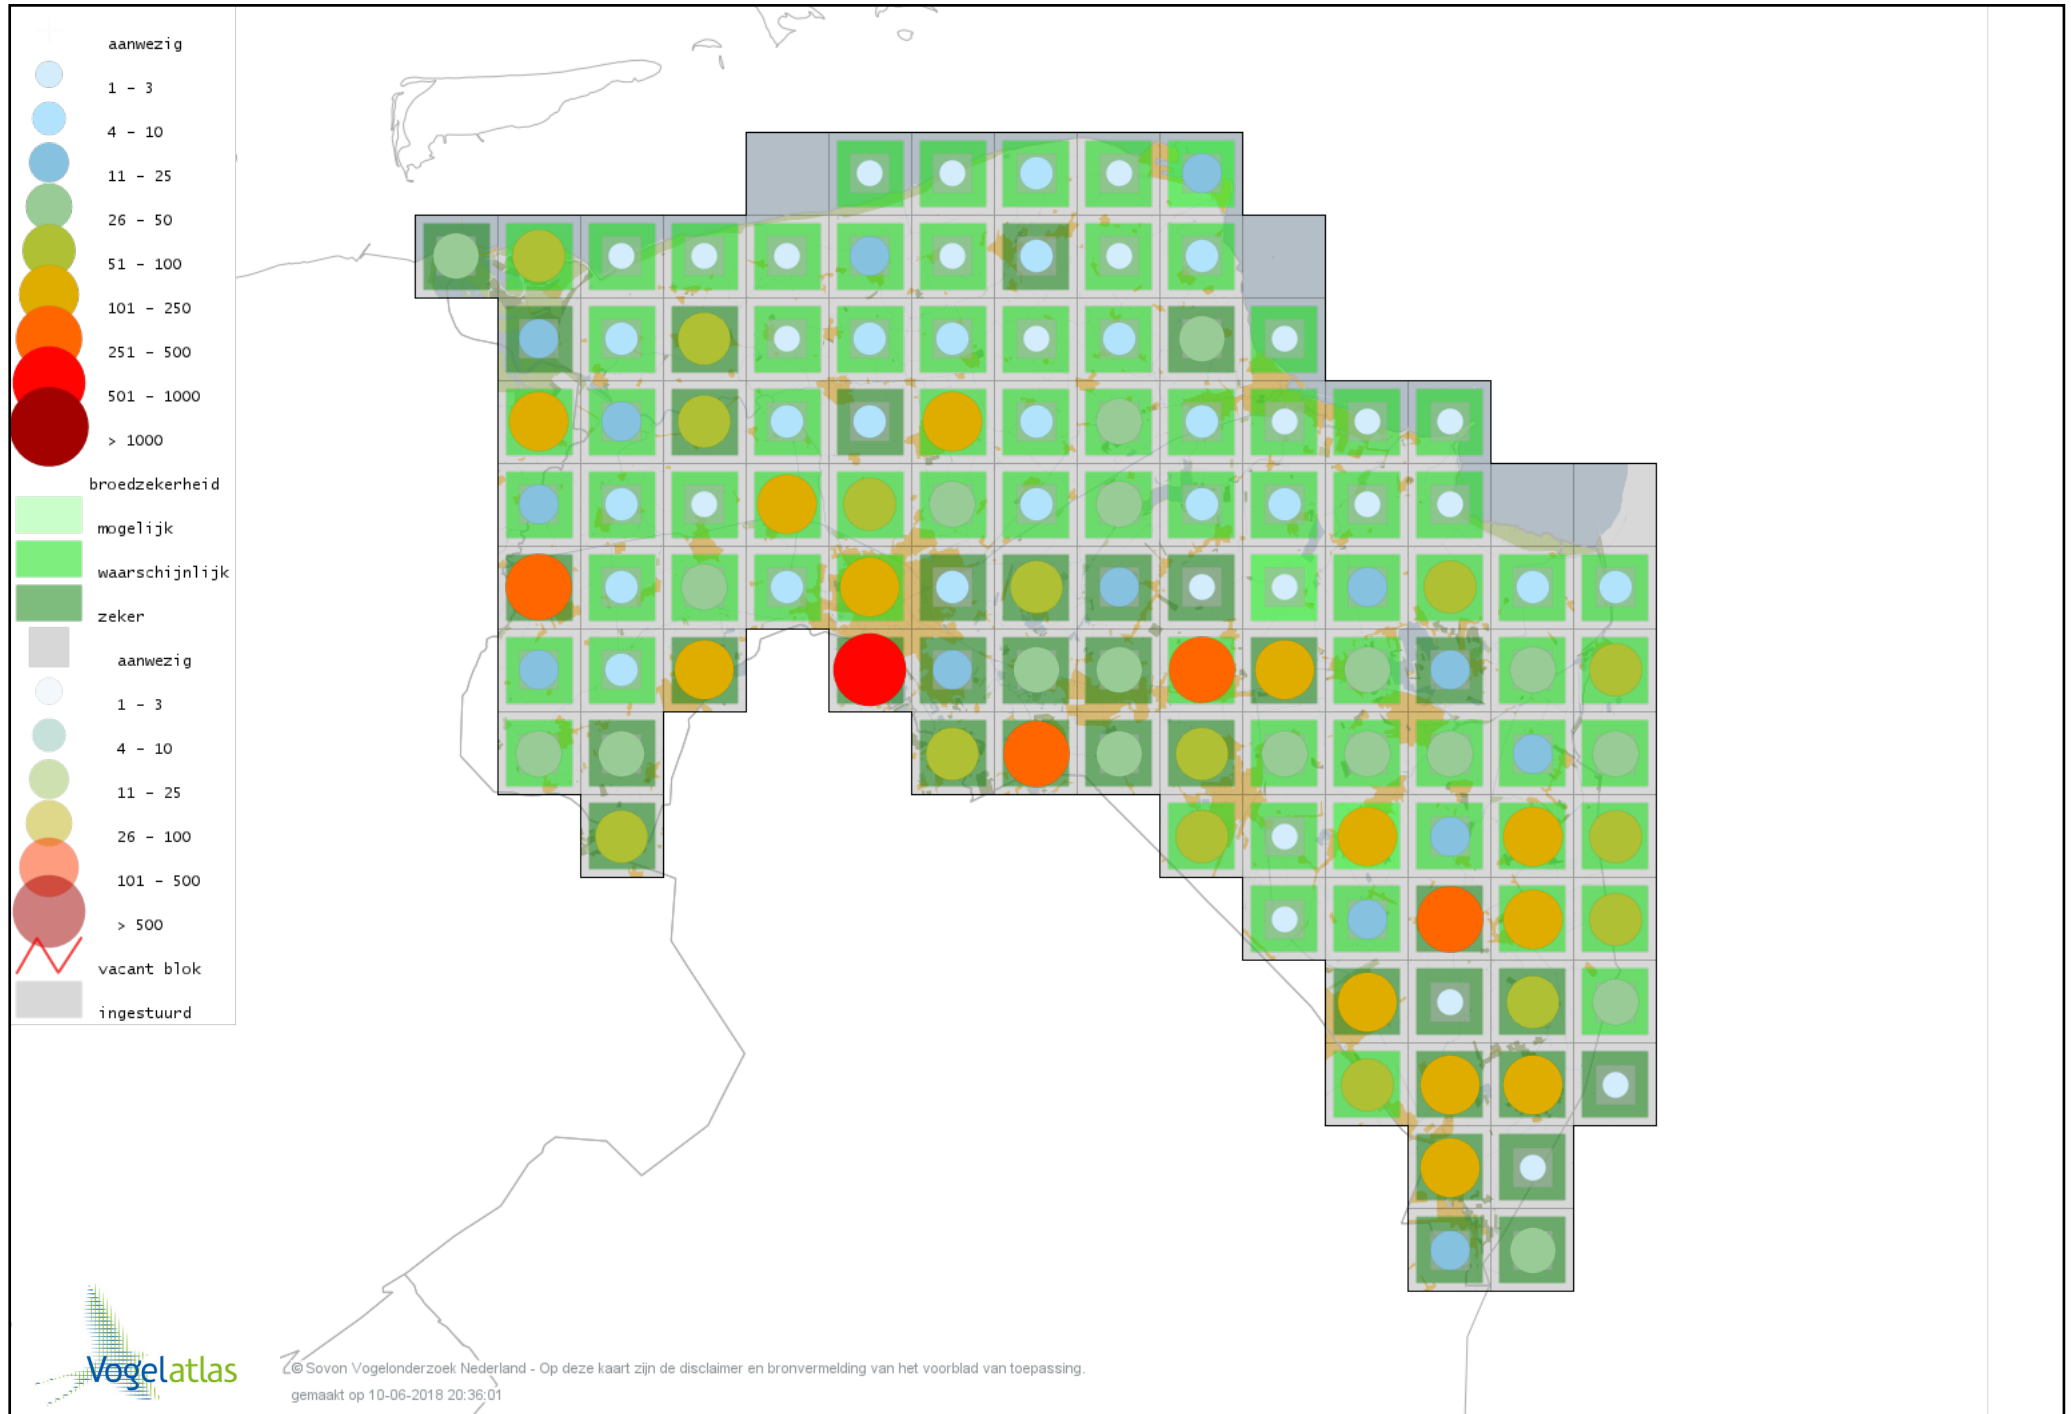 aanwezig
1 - 3
4 - 10
11 - 25
26 - 50
51 - 100
101 - 250
251 - 500
501 - 1000
> 1000
broedzekerheid
mogelijk
waarschijnlijk
zeker
aanwezig
1 - 3
4 - 10
11 - 25
26 - 100
101 - 500
> 500
vacant blok
ingestuurd
Vogelatlas
© Sovon Vogelonderzoek Nederland - Op deze kaart zijn de disclaimer en bronvermelding van het voorblad van toepassing.
gemaakt op 10-06-2018 20:36:01